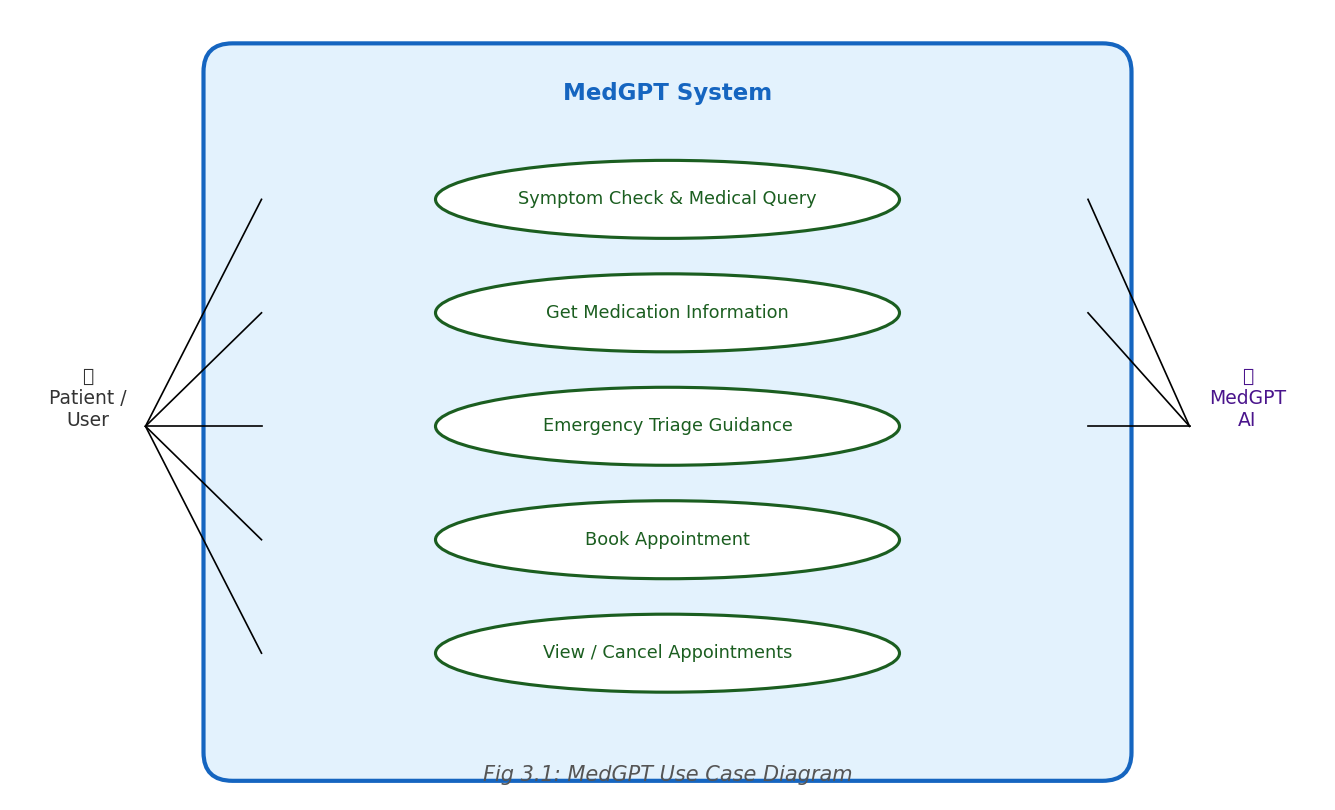 MedGPT System
Symptom Check & Medical Query
Get Medication Information
Emergency Triage Guidance
Book Appointment
View / Cancel Appointments
Patient /
User
MedGPT
AI
Fig 3.1: MedGPT Use Case Diagram